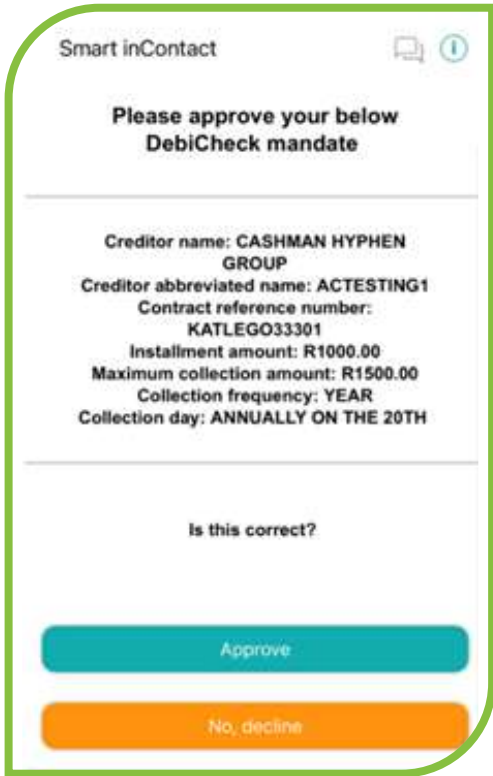 Smart inContact
Please approve your below
DebiCheck mandate
Creditor name: CASHMAN HYPHEN
GROUP
Creditor abbreviated name: ACTESTING1
Contract reference number:
KATLEGO33301
Installment amount: R1000.00
Maximum collection amount: R1500.00
Collection frequency: YEAR
Collection day: ANNUALLY ON THE 20TH
Is this correct?
Approve
No, decline